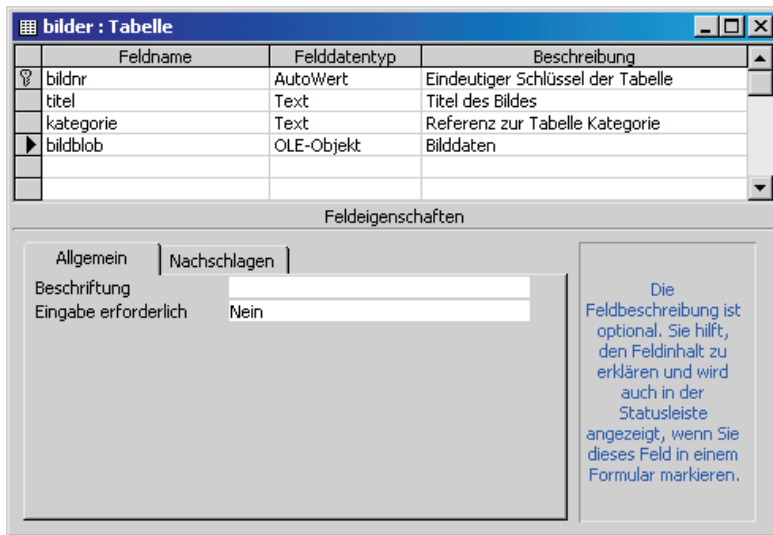 bilder : Tabelle
Feldname Felddatentyp Beschreibung
bildnr AutoWert Eindeutiger Schlüssel der Tabelle
titel Text Titel des Bildes
kategorie Text Referenz zur Tabelle Kategorie
bildblob OLE-Objekt Bilddaten
Feldeigenschaften
Allgemein Nachschlagen
Beschriftung
Eingabe erforderlich Nein
Die
Feldbeschreibung ist
optional. Sie hilft,
den Feldinhalt zu
erklären und wird
auch in der
Statusleiste
angezeigt, wenn Sie
dieses Feld in einem
Formular markieren.